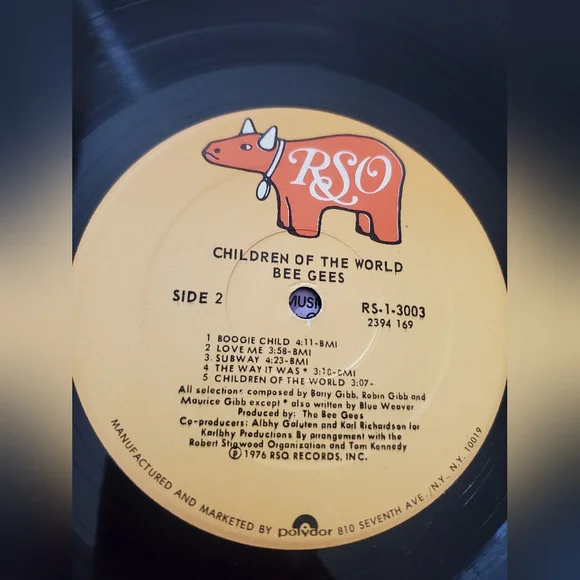 RSO
CHILDREN OF THE WORLD
BEE GEES
SIDE 2
MUSI
RS-1-3003
2394 169
1 BOOGIE CHILD 4:11-BMI
2 LOVE ME 3:58-BMI
3. SUBWAY 4:23-BMI
4 THE WAY IT WAS * 3:18-BMI
5 CHILDREN OF THE WORLD 3:07-
All selections composed by Barry Gibb, Robin Gibb and
Maurice Gibb except * also written by Blue Weaver
Produced by: The Bee Gees
Co-producers: Albhy Galuten and Karl Richardson for
Karlbhy Productions By arrangement with the
Robert Stigwood Organization and Tom Kennedy
℗ 1976 RSO RECORDS, INC.
MANUFACTURED AND MARKETED BY polydor 810 SEVENTH AVE./N.Y., N.Y. 10019